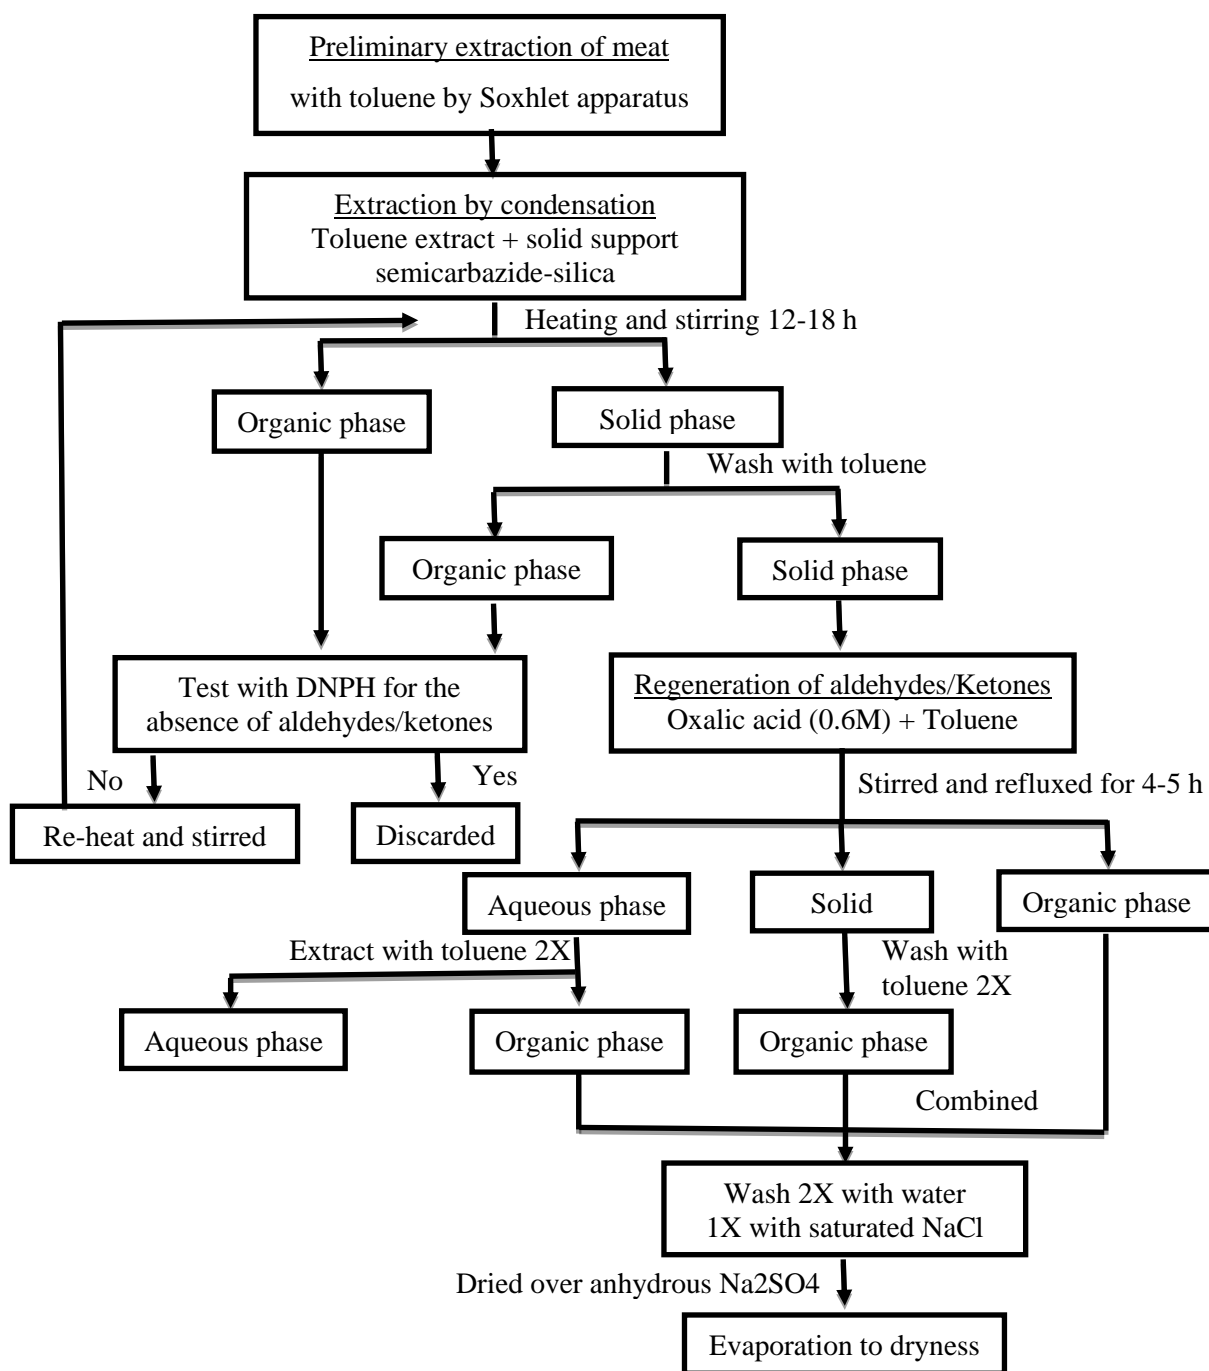 Preliminary extraction of meat
with toluene by Soxhlet apparatus
Extraction by condensation
Toluene extract + solid support
semicarbazide-silica
Heating and stirring 12-18 h
Organic phase
Solid phase
Wash with toluene
Organic phase
Solid phase
Test with DNPH for the
absence of aldehydes/ketones
Regeneration of aldehydes/Ketones
Oxalic acid (0.6M) + Toluene
No
Yes
Stirred and refluxed for 4-5 h
Re-heat and stirred
Discarded
Aqueous phase
Solid
Organic phase
Extract with toluene 2X
Wash with
toluene 2X
Aqueous phase
Organic phase
Organic phase
Combined
Wash 2X with water
1X with saturated NaCl
Dried over anhydrous Na2SO4
Evaporation to dryness